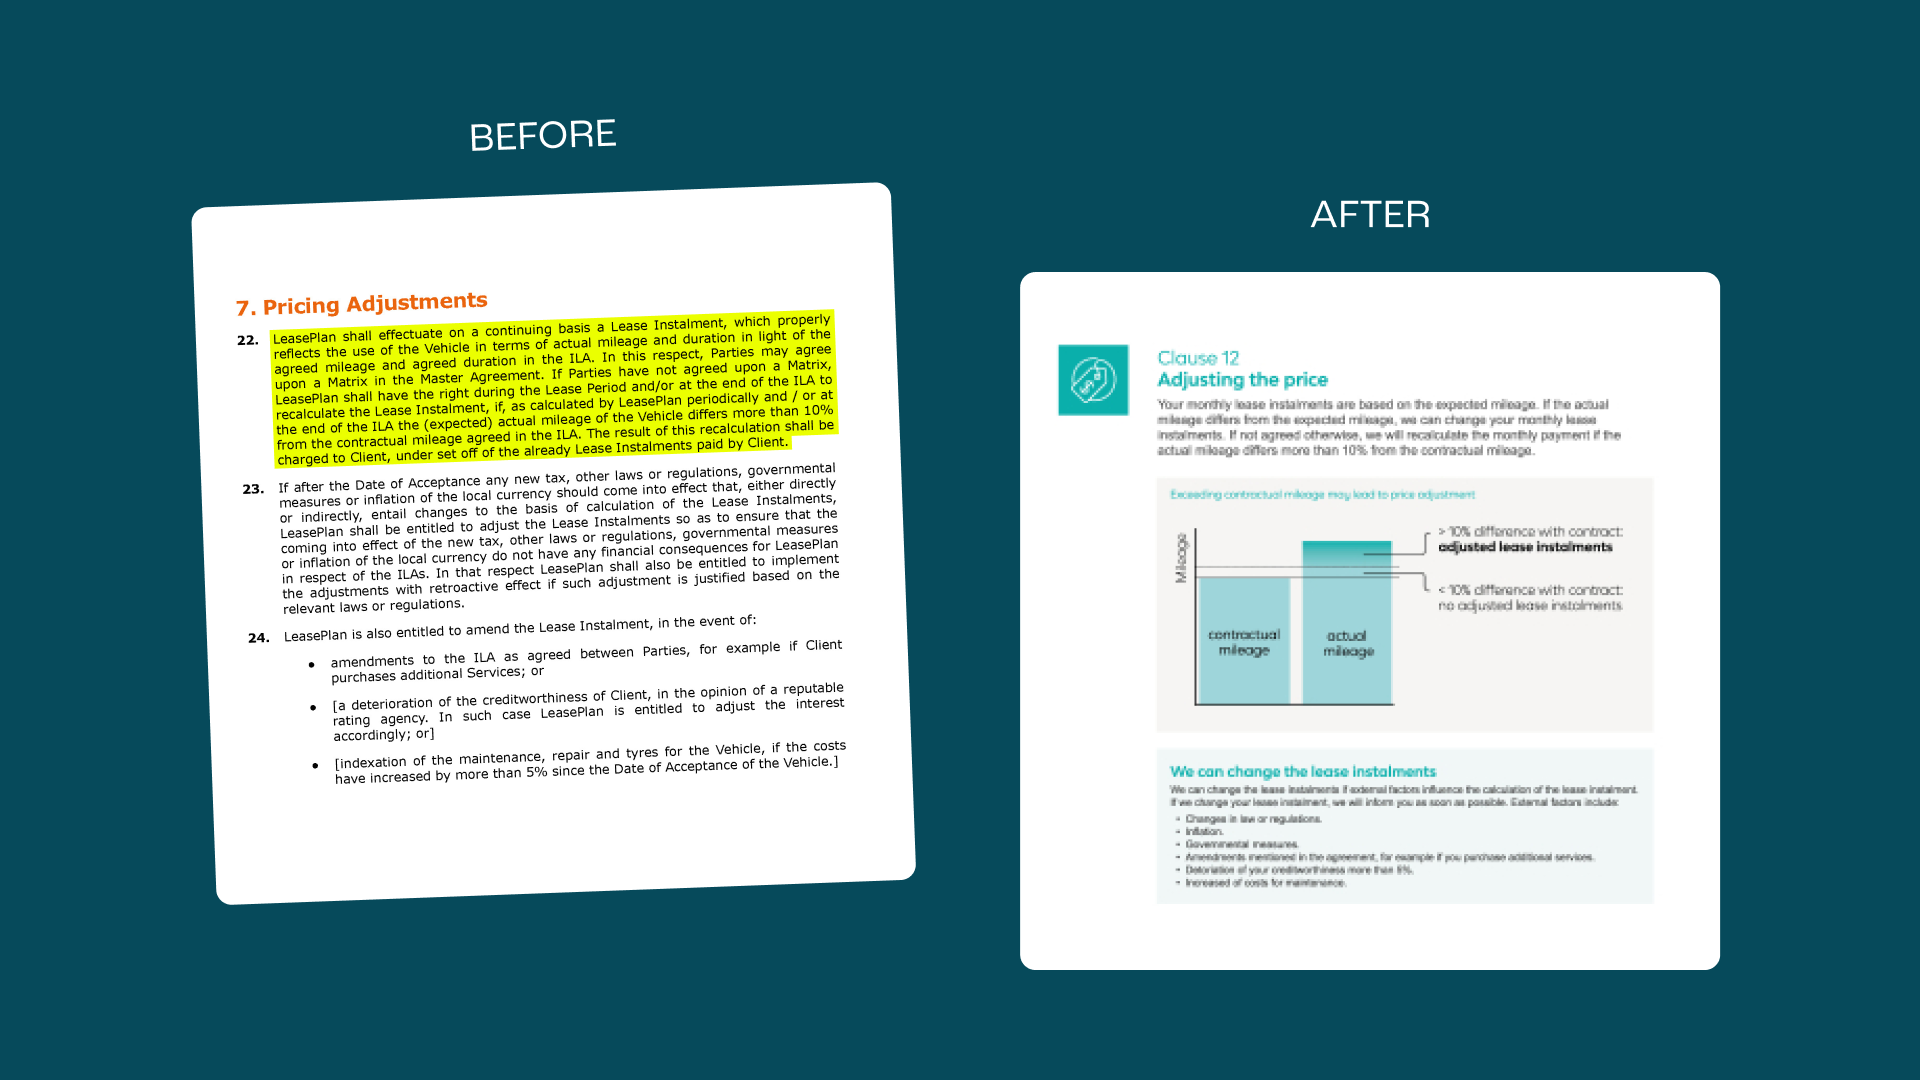 BEFORE
7. Pricing Adjustments
22. LeasePlan shall effectuate on a continuing basis a Lease Instalment, which properly
reflects the use of the Vehicle in terms of actual mileage and duration in light of the
agreed mileage and agreed duration in the ILA. In this respect, Parties may agree
upon a Matrix in the Master Agreement. If Parties have not agreed upon a Matrix,
LeasePlan shall have the right during the Lease Period and/or at the end of the ILA to
recalculate the Lease Instalment, if, as calculated by LeasePlan periodically and / or at
the end of the ILA the (expected) actual mileage of the Vehicle differs more than 10%
from the contractual mileage agreed in the ILA. The result of this recalculation shall be
charged to Client, under set off of the already Lease Instalments paid by Client.
23. If after the Date of Acceptance any new tax, other laws or regulations, governmental
measures or inflation of the local currency should come into effect that, either directly
or indirectly, entail changes to the basis of calculation of the Lease Instalments,
LeasePlan shall be entitled to adjust the Lease Instalments so as to ensure that the
coming into effect of the new tax, other laws or regulations, governmental measures
or inflation of the local currency do not have any financial consequences for LeasePlan
in respect of the ILAs. In that respect LeasePlan shall also be entitled to implement
the adjustments with retroactive effect if such adjustment is justified based on the
relevant laws or regulations.
24. LeasePlan is also entitled to amend the Lease Instalment, in the event of:
• amendments to the ILA as agreed between Parties, for example if Client
purchases additional Services; or
• [a deterioration of the creditworthiness of Client, in the opinion of a reputable
rating agency. In such case LeasePlan is entitled to adjust the interest
accordingly; or]
• [indexation of the maintenance, repair and tyres for the Vehicle, if the costs
have increased by more than 5% since the Date of Acceptance of the Vehicle.]
AFTER
$
Clause 12
Adjusting the price
Your monthly lease instalments are based on the expected mileage. If the actual
mileage differs from the expected mileage, we can change your monthly lease
instalments. If not agreed otherwise, we will recalculate the monthly payment if the
actual mileage differs more than 10% from the contractual mileage.
Exceeding contractual mileage may lead to price adjustment
Mileage
contractual
mileage
actual
mileage
> 10% difference with contract:
adjusted lease instalments
< 10% difference with contract:
no adjusted lease instalments
We can change the lease instalments
We can change the lease instalments if external factors influence the calculation of the lease instalment.
If we change your lease instalment, we will inform you as soon as possible. External factors include:
• Changes in law or regulations.
• Inflation.
• Governmental measures.
• Amendments mentioned in the agreement, for example if you purchase additional services.
• Detoriation of your creditworthiness more than 5%.
• Increased of costs for maintenance.